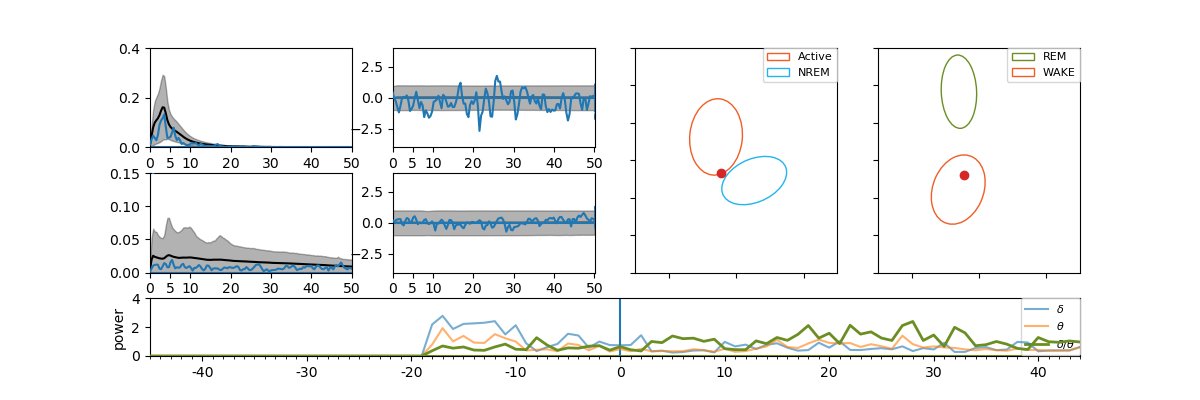 0.4
0.2
0.0
0 5 10 20 30 40 50
2.5
0.0
−2.5
0 5 10 20 30 40 50
0.15
0.10
0.05
0.00
0 5 10 20 30 40 50
2.5
0.0
−2.5
0 5 10 20 30 40 50
Active
NREM
REM
WAKE
power
4
2
0
-40 -30 -20 -10 0 10 20 30 40
δ
θ
δ/θ